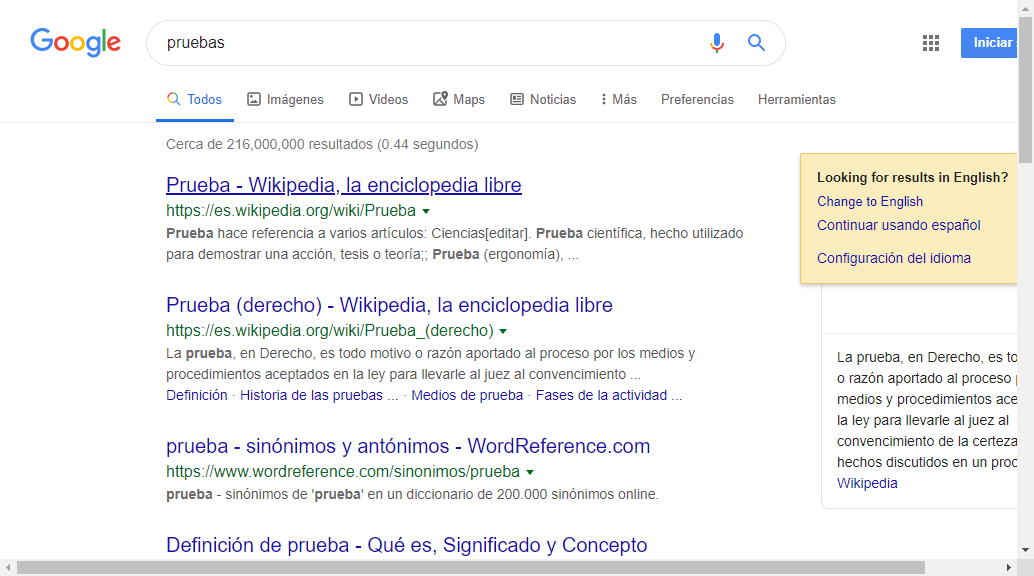 Google
pruebas
Iniciar
Todos
Imágenes
Videos
Maps
Noticias
Más
Preferencias
Herramientas
Cerca de 216,000,000 resultados (0.44 segundos)
Prueba - Wikipedia, la enciclopedia libre
https://es.wikipedia.org/wiki/Prueba
Prueba hace referencia a varios artículos: Ciencias[editar]. Prueba científica, hecho utilizado
para demostrar una acción, tesis o teoría;; Prueba (ergonomía), ...
Prueba (derecho) - Wikipedia, la enciclopedia libre
https://es.wikipedia.org/wiki/Prueba_(derecho)
La prueba, en Derecho, es todo motivo o razón aportado al proceso por los medios y
procedimientos aceptados en la ley para llevarle al juez al convencimiento ...
Definición · Historia de las pruebas ... · Medios de prueba · Fases de la actividad ...
prueba - sinónimos y antónimos - WordReference.com
https://www.wordreference.com/sinonimos/prueba
prueba - sinónimos de 'prueba' en un diccionario de 200.000 sinónimos online.
Definición de prueba - Qué es, Significado y Concepto
Looking for results in English?
Change to English
Continuar usando español
Configuración del idioma
La prueba, en Derecho, es to
o razón aportado al proceso
medios y procedimientos ace
la ley para llevarle al juez al
convencimiento de la certeza
hechos discutidos en un proc
Wikipedia